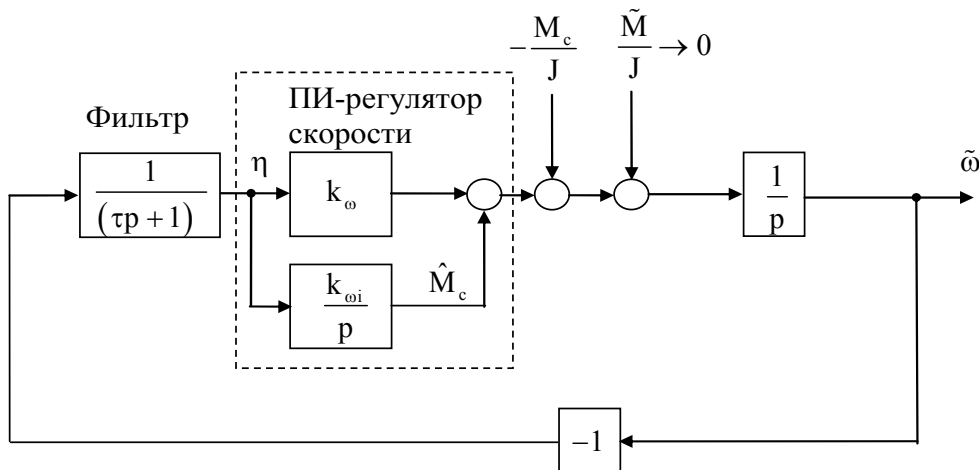 − M_c / J
M̃ / J → 0
ПИ-регулятор
скорости
Фильтр
1 / (τp + 1)
η
k_ω
1 / p
ω̃
k_ωi / p
M̂_c
−1